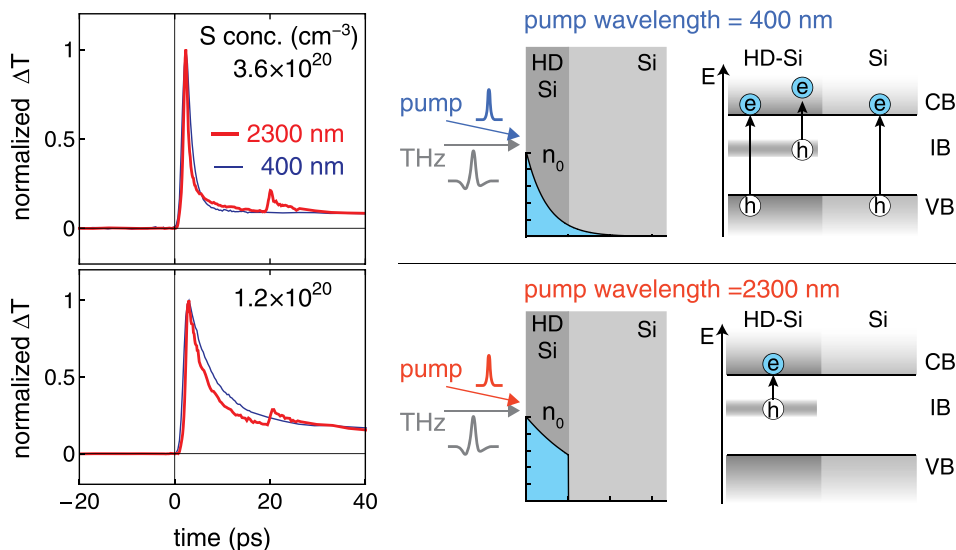 normalized ΔT
1
0.5
0
S conc. (cm⁻³)
3.6×10²⁰
2300 nm
400 nm
normalized ΔT
1
0.5
0
1.2×10²⁰
−20
0
20
40
time (ps)
pump wavelength = 400 nm
pump
THz
HD
Si
Si
n₀
E
HD-Si
Si
e
e
e
h
h
h
CB
IB
VB
pump wavelength =2300 nm
pump
THz
HD
Si
Si
n₀
E
HD-Si
Si
e
h
CB
IB
VB